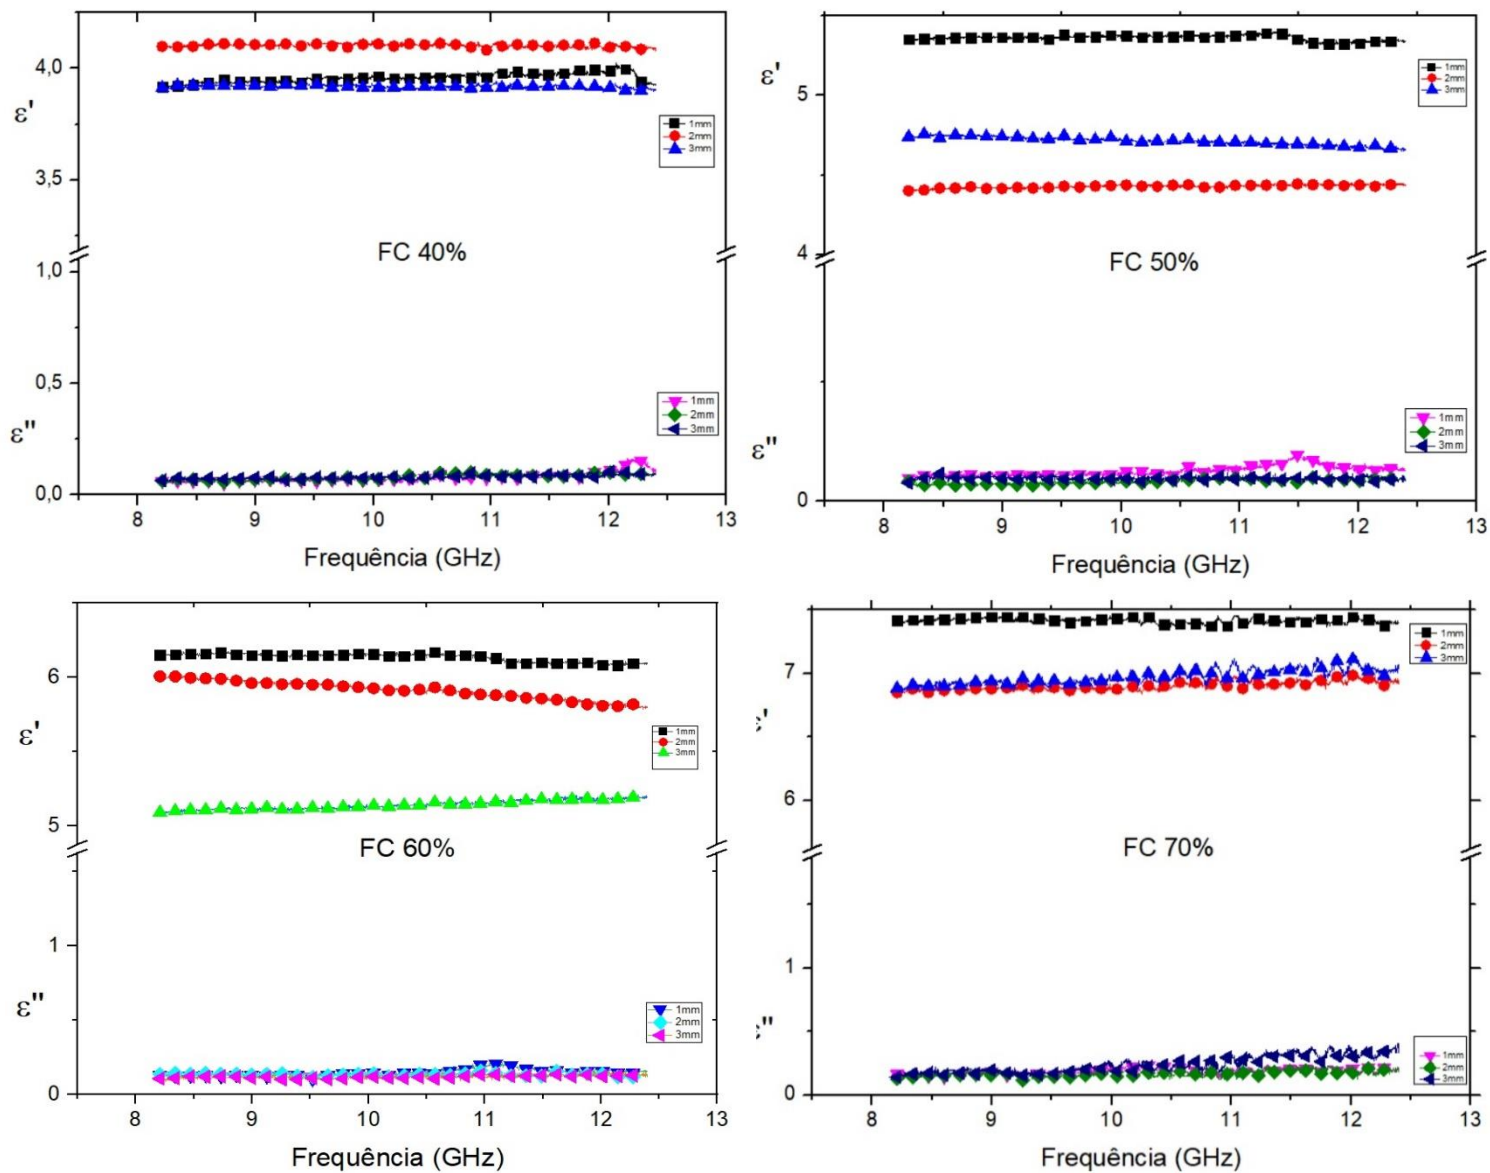 4,0
ε'
3,5
1mm
2mm
3mm
FC 40%
1,0
0,5
ε"
0,0
1mm
2mm
3mm
8 9 10 11 12 13
Frequência (GHz)
5
ε'
4
1mm
2mm
3mm
FC 50%
ε"
0
1mm
2mm
3mm
8 9 10 11 12 13
Frequência (GHz)
6
ε'
5
1mm
2mm
3mm
FC 60%
1
ε"
0
1mm
2mm
3mm
8 9 10 11 12 13
Frequência (GHz)
7
ε'
6
1mm
2mm
3mm
FC 70%
1
ε"
0
1mm
2mm
3mm
8 9 10 11 12 13
Frequência (GHz)